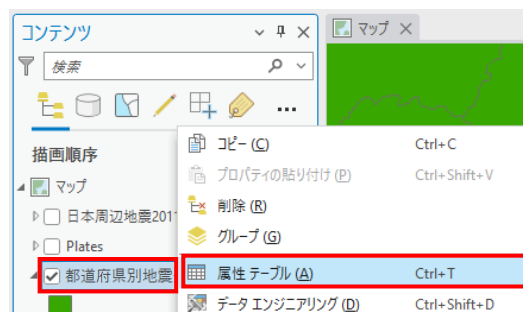 コンテンツ
マップ
検索
描画順序
マップ
日本周辺地震201
Plates
都道府県別地震
コピー (C) Ctrl+C
プロパティの貼り付け (P) Ctrl+Shift+V
削除 (R)
グループ (G)
属性テーブル (A) Ctrl+T
データ エンジニアリング (D) Ctrl+Shift+D